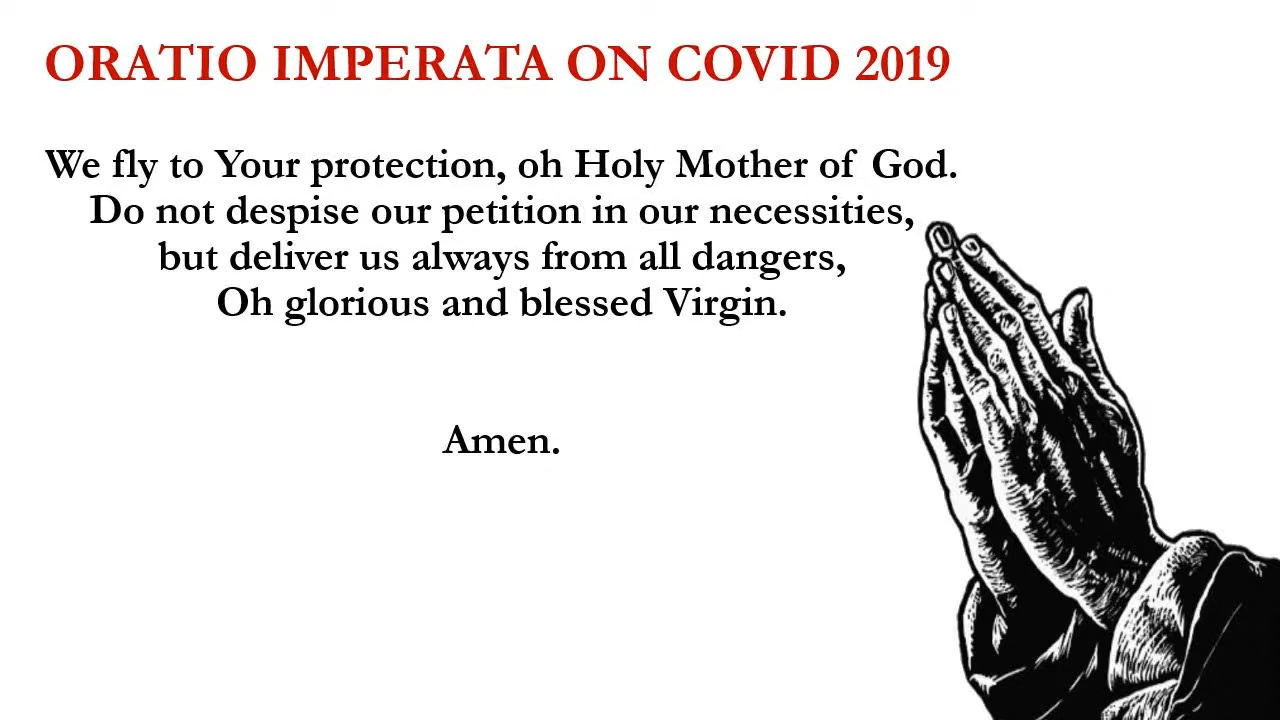 ORATIO IMPERATA ON COVID 2019
We fly to Your protection, oh Holy Mother of God.
Do not despise our petition in our necessities,
but deliver us always from all dangers,
Oh glorious and blessed Virgin.
Amen.